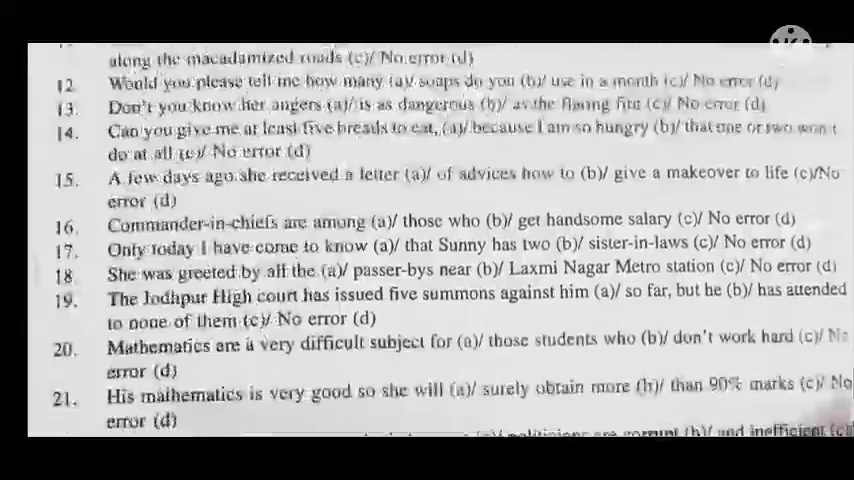 along the macadamized roads (c)/ No error (d)
12. Would you please tell me how many (a)/ soaps do you (b)/ use in a month (c)/ No error (d)
13. Don't you know her angers (a)/ is as dangerous (b)/ as the flaming fire (c)/ No error (d)
14. Can you give me at least five breads to eat, (a)/ because I am so hungry (b)/ that one or two won't
do at all (c)/ No error (d)
15. A few days ago she received a letter (a)/ of advices how to (b)/ give a makeover to life (c)/No
error (d)
16. Commander-in-chiefs are among (a)/ those who (b)/ get handsome salary (c)/ No error (d)
17. Only today I have come to know (a)/ that Sunny has two (b)/ sister-in-laws (c)/ No error (d)
18. She was greeted by all the (a)/ passer-bys near (b)/ Laxmi Nagar Metro station (c)/ No error (d)
19. The Jodhpur High court has issued five summons against him (a)/ so far, but he (b)/ has attended
to none of them (c)/ No error (d)
20. Mathematics are a very difficult subject for (a)/ those students who (b)/ don't work hard (c)/ No
error (d)
21. His mathematics is very good so she will (a)/ surely obtain more (b)/ than 90% marks (c)/ No
error (d)
politicians are corrupt (b)/ and inefficient (c)